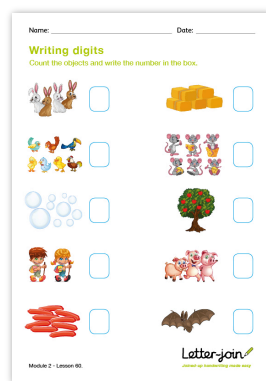 Name: Date:
Writing digits
Count the objects and write the number in the box.
Letter-join
Joined up handwriting made easy
Module 2 - Lesson 60.